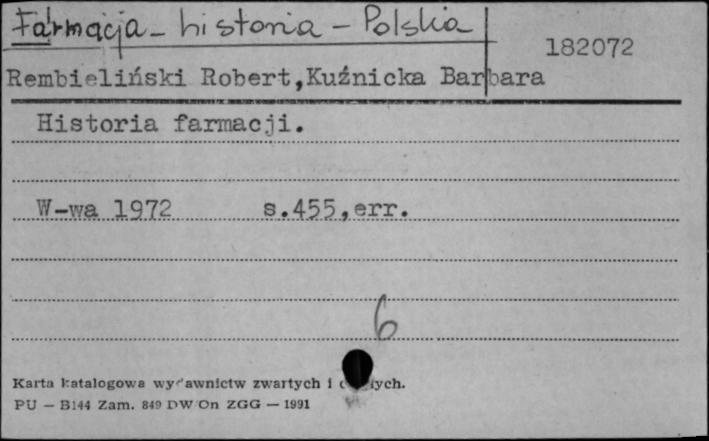 Farmacja - historia - Polska
182072
Rembieliński Robert,Kuźnicka Barbara
Historia farmacji.
W-wa 1972 s.455,err.
6
Karta katalogowa wydawnictw zwartych i
PU — B144 Zam. 849 DW On ZGG — 1991